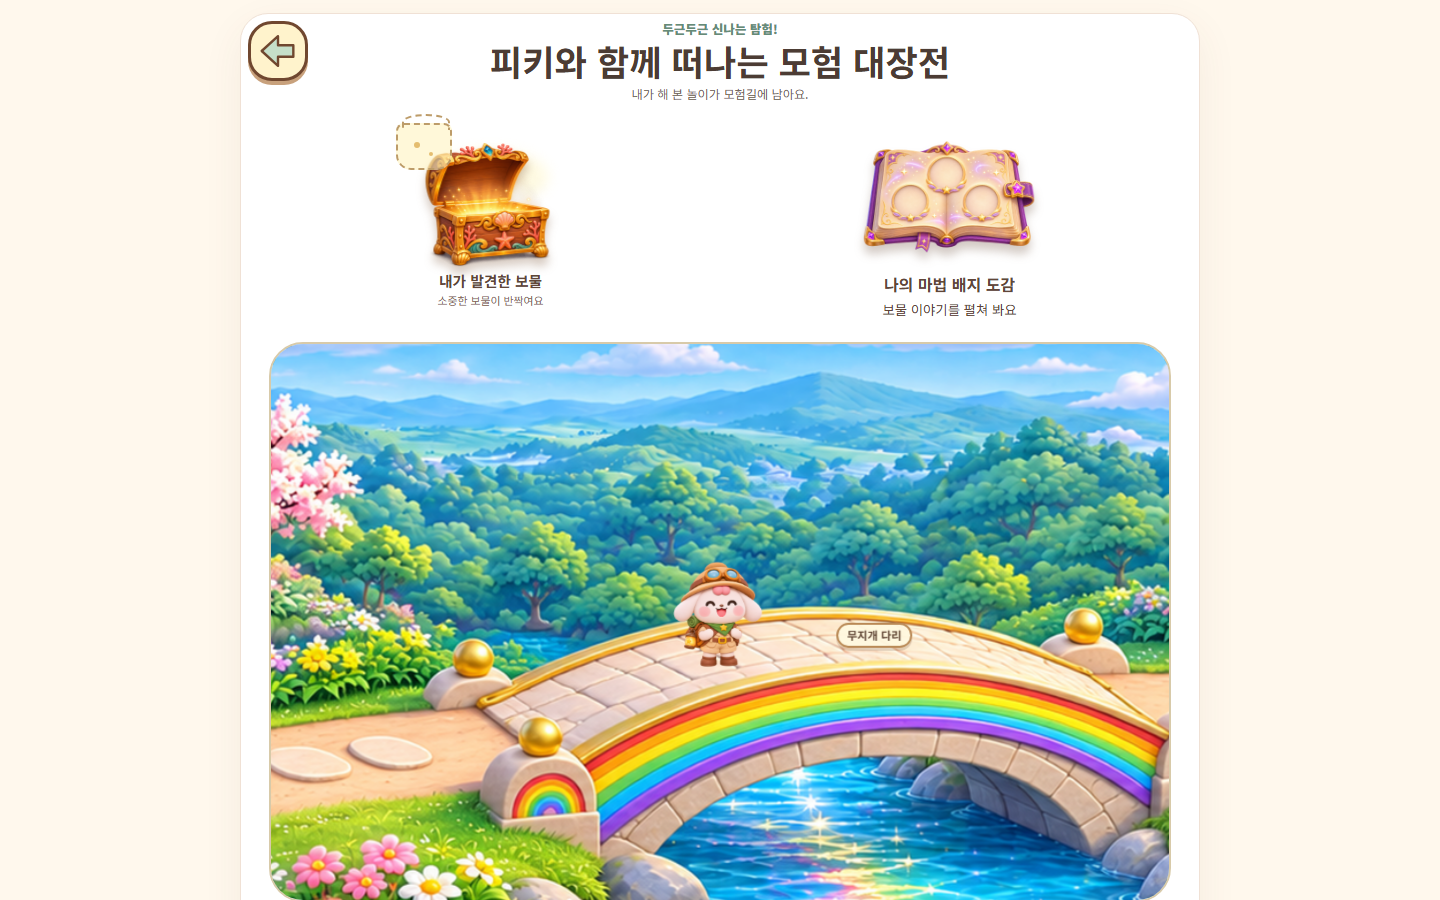 두근두근 신나는 탐험!
피키와 함께 떠나는 모험 대장전
내가 해 본 놀이가 모험길에 남아요.
내가 발견한 보물
소중한 보물이 반짝여요
나의 마법 배지 도감
보물 이야기를 펼쳐 봐요
무지개 다리